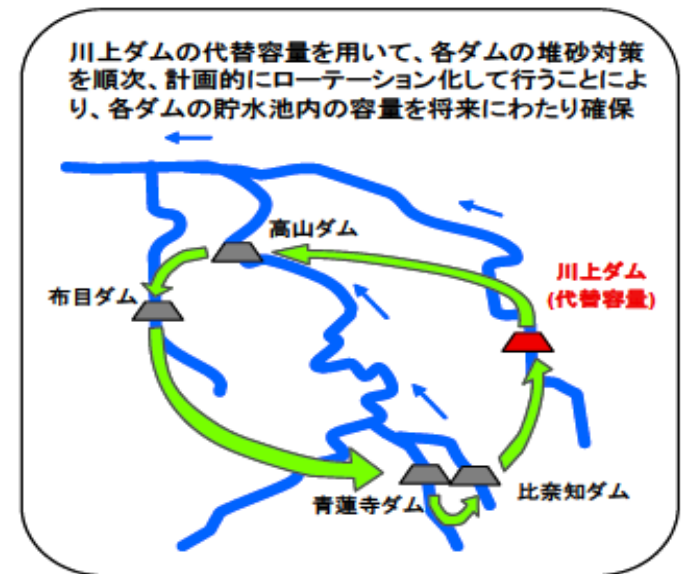 川上ダムの代替容量を用いて、各ダムの堆砂対策
を順次、計画的にローテーション化して行うことによ
り、各ダムの貯水池内の容量を将来にわたり確保
高山ダム
布目ダム
川上ダム
(代替容量)
青蓮寺ダム
比奈知ダム